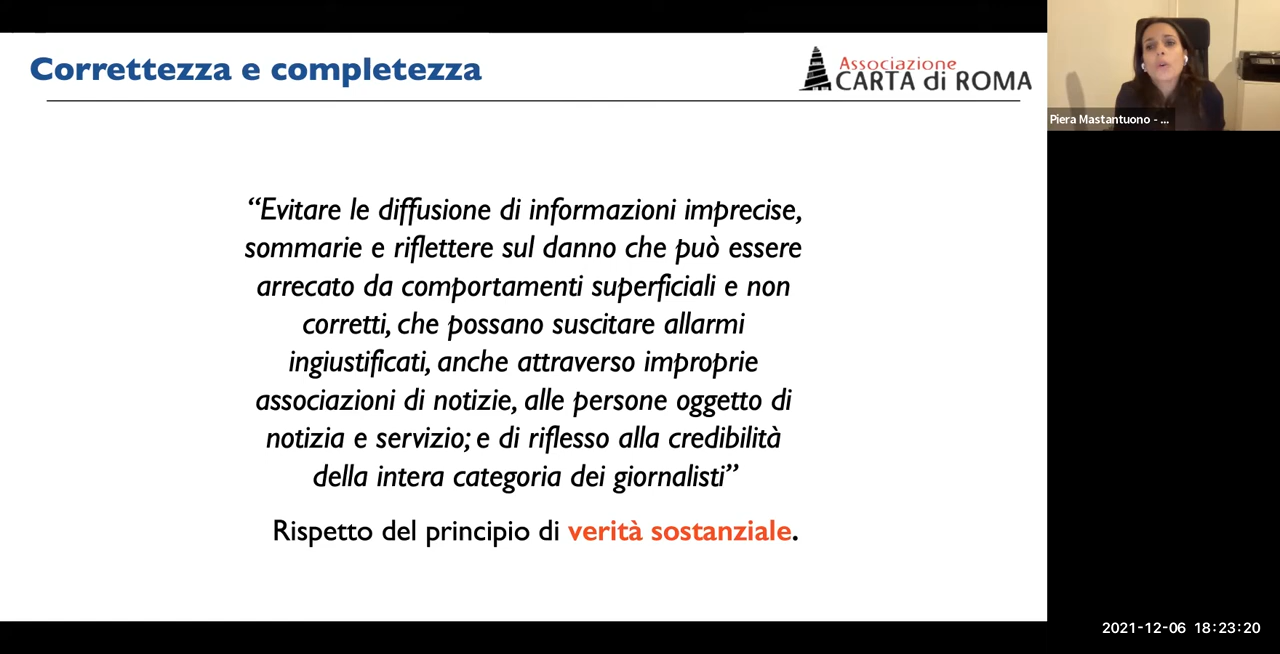 Correttezza e completezza
Associazione
CARTA di ROMA
Piera Mastantuono - ...
“Evitare le diffusione di informazioni imprecise,
sommarie e riflettere sul danno che può essere
arrecato da comportamenti superficiali e non
corretti, che possano suscitare allarmi
ingiustificati, anche attraverso improprie
associazioni di notizie, alle persone oggetto di
notizia e servizio; e di riflesso alla credibilità
della intera categoria dei giornalisti”
Rispetto del principio di verità sostanziale.
2021-12-06 18:23:20